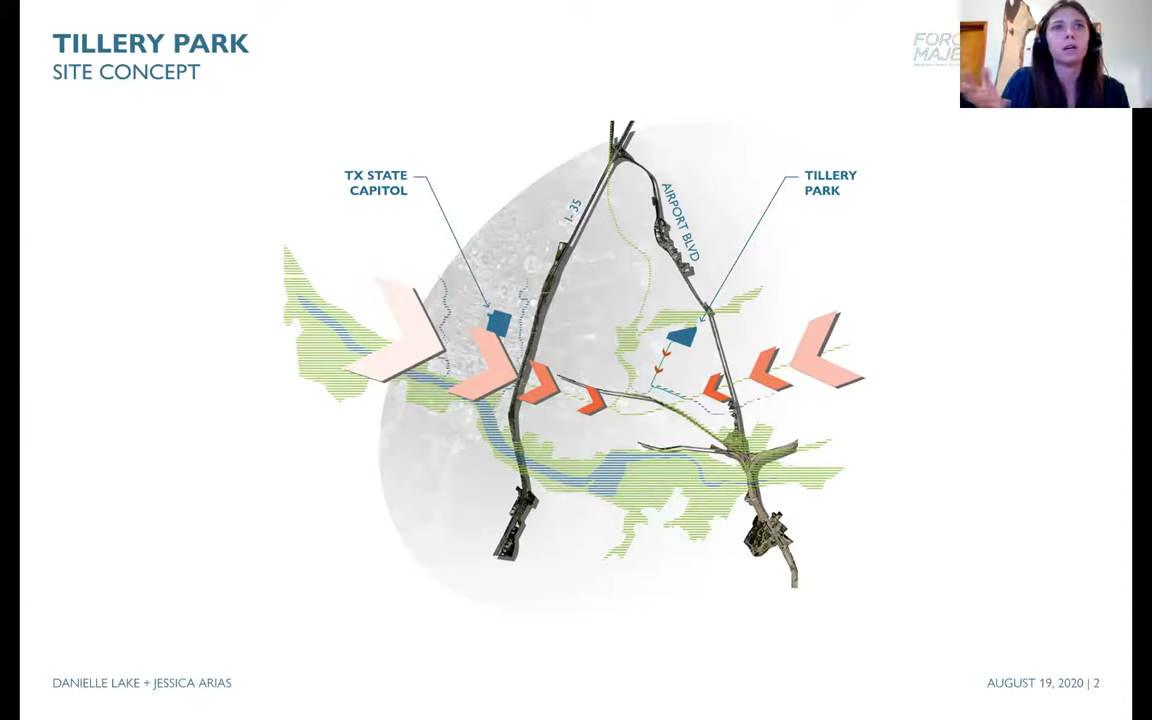 TILLERY PARK
SITE CONCEPT
TX STATE
CAPITOL
I-35
AIRPORT BLVD
TILLERY
PARK
DANIELLE LAKE + JESSICA ARIAS
AUGUST 19, 2020 | 2